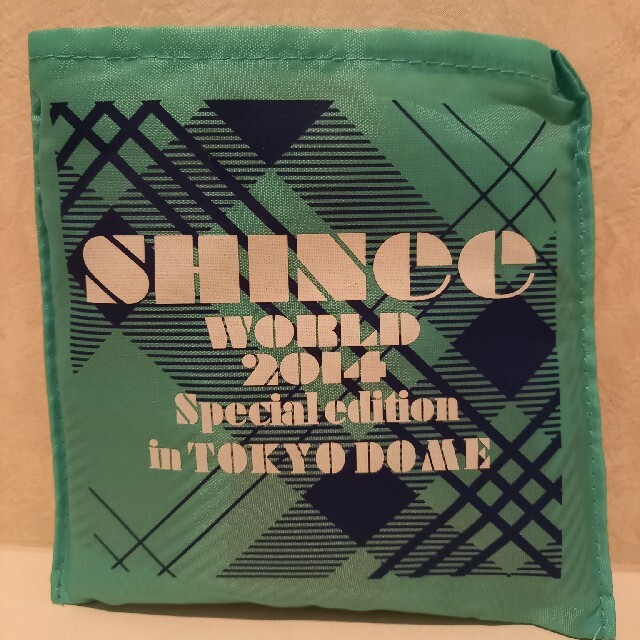 SHINee
WORLD
2014
Special edition
in TOKYO DOME